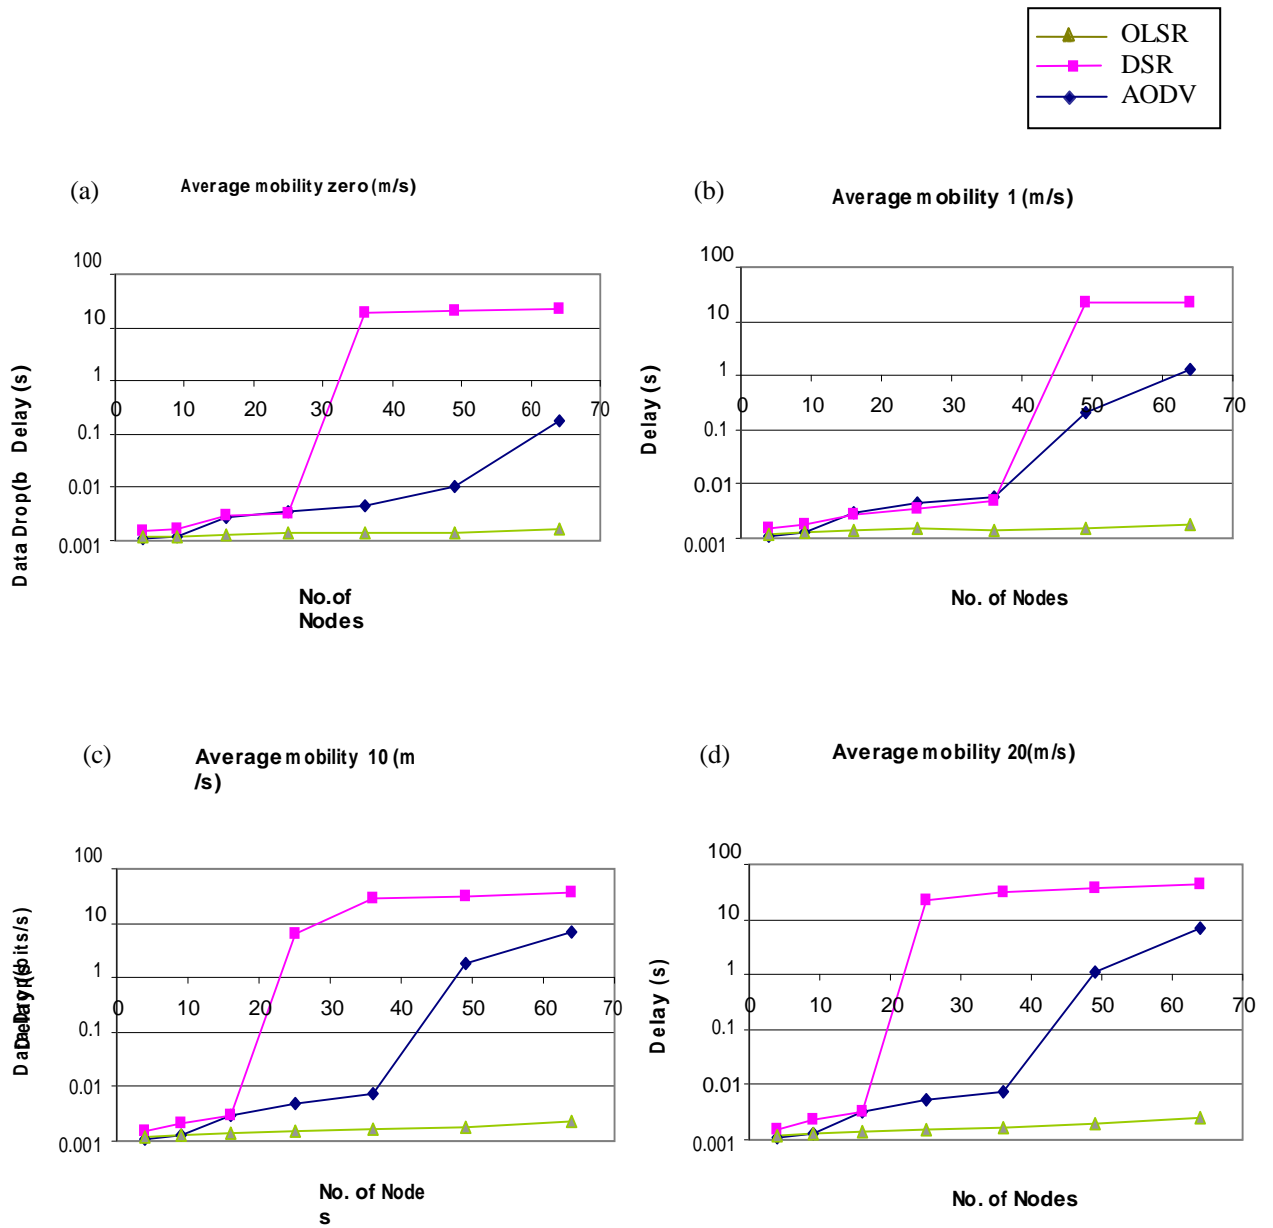 OLSR
DSR
AODV
(a)
Average mobility zero (m/s)
100
10
1
0 10 20 30 40 50 60 70
0.1
0.01
0.001
Data Drop(b Delay (s)
No.of
Nodes
(b)
Average mobility 1 (m/s)
100
10
1
0 10 20 30 40 50 60 70
0.1
0.01
0.001
Delay (s)
No. of Nodes
(c)
Average mobility 10 (m
/s)
100
10
1
0 10 20 30 40 50 60 70
0.1
0.01
0.001
No. of Node
s
(d)
Average mobility 20(m/s)
100
10
1
0 10 20 30 40 50 60 70
0.1
0.01
0.001
Delay (s)
No. of Nodes